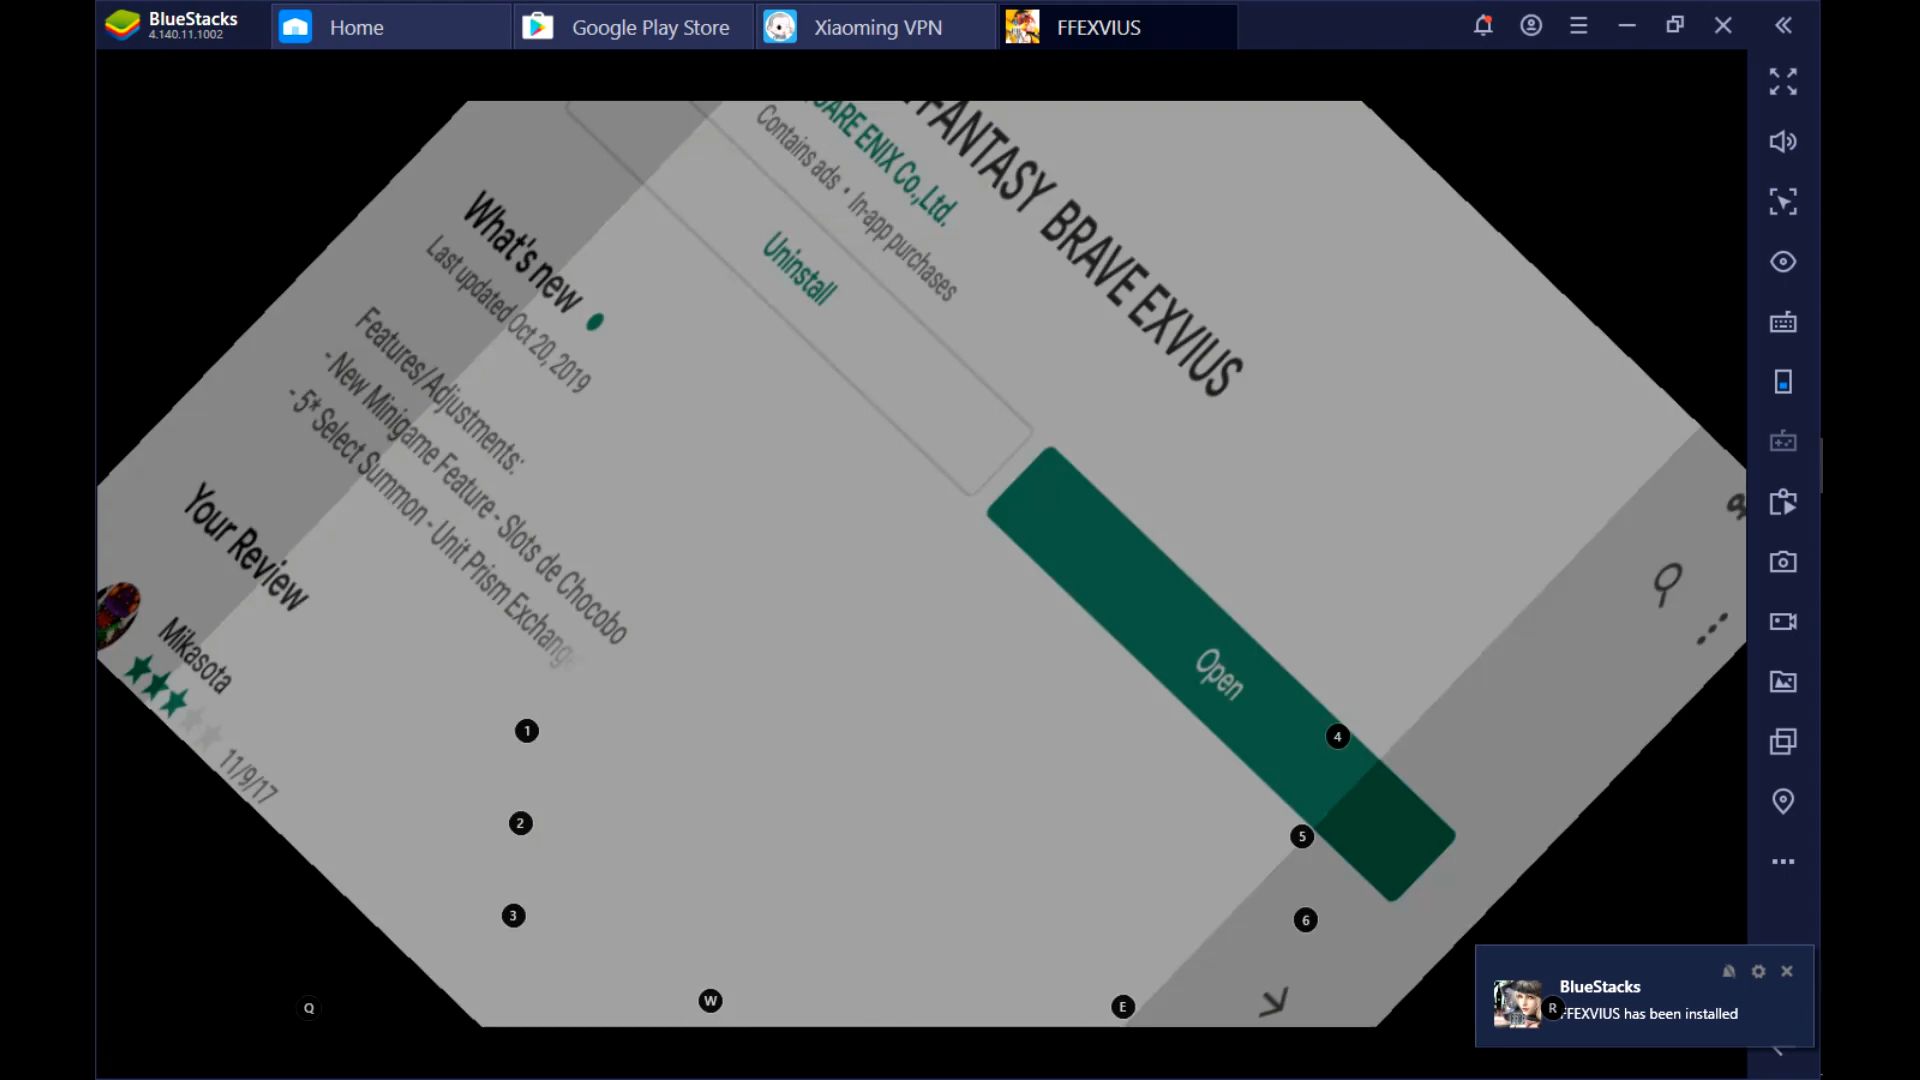 BlueStacks
4.140.11.1002
Home
Google Play Store
Xiaoming VPN
FFEXVIUS
FANTASY BRAVE EXVIUS
ENIX Co.,Ltd.
Contains ads • In-app purchases
Uninstall
Open
What's new
Last updated Oct 20, 2019
Features/Adjustments:
- New Minigame Feature - Slots de Chocobo
- 5* Select Summon - Unit Prism
Your Review
Mikasota
11/9/17
1
2
3
4
5
6
Q
W
E
R
BlueStacks
FFEXVIUS has been installed